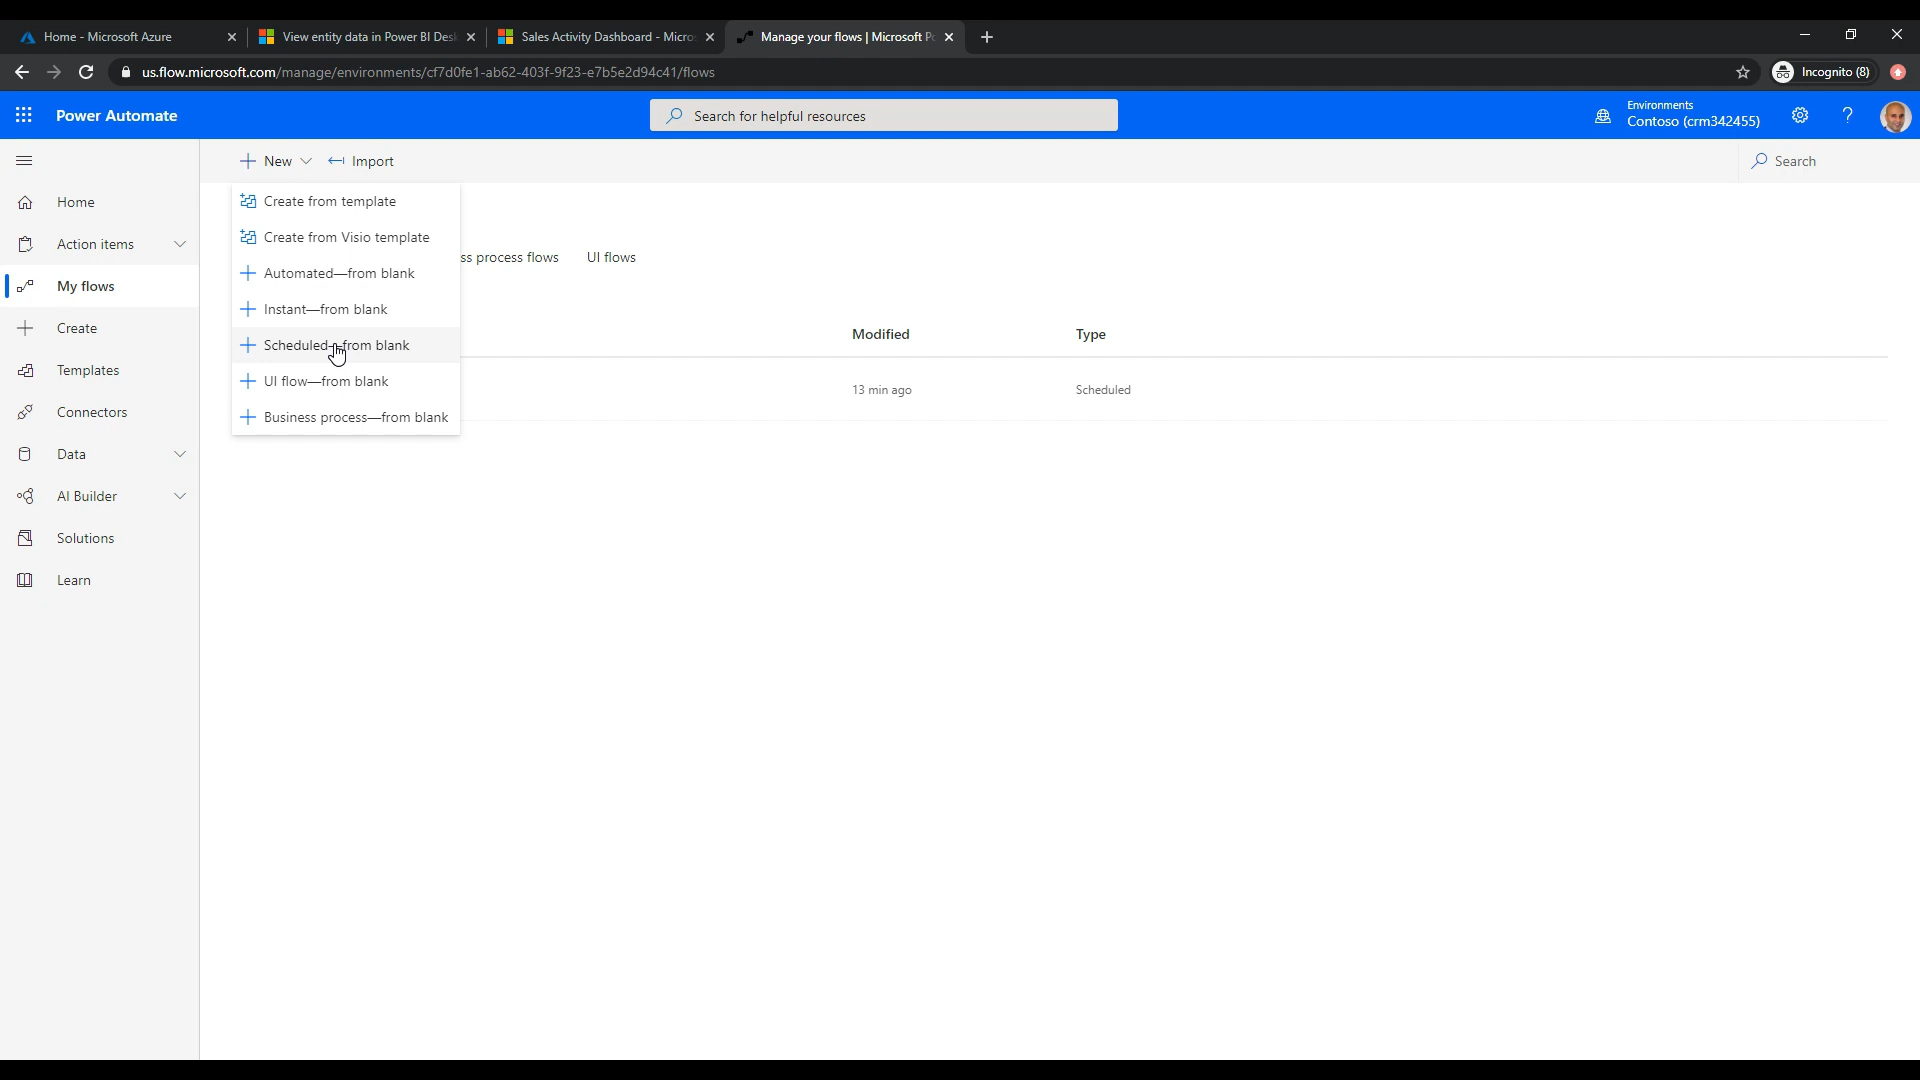 Home - Microsoft Azure
View entity data in Power BI Des
Sales Activity Dashboard - Micro
Manage your flows | Microsoft P
us.flow.microsoft.com/manage/environments/cf7d0fe1-ab62-403f-9f23-e7b5e2d94c41/flows
Incognito (8)
Power Automate
Search for helpful resources
Environments
Contoso (crm342455)
New
Import
Search
Home
Action items
My flows
Create
Templates
Connectors
Data
AI Builder
Solutions
Learn
Create from template
Create from Visio template
Automated—from blank
Instant—from blank
Scheduled—from blank
UI flow—from blank
Business process—from blank
ss process flows
UI flows
Modified
Type
13 min ago
Scheduled